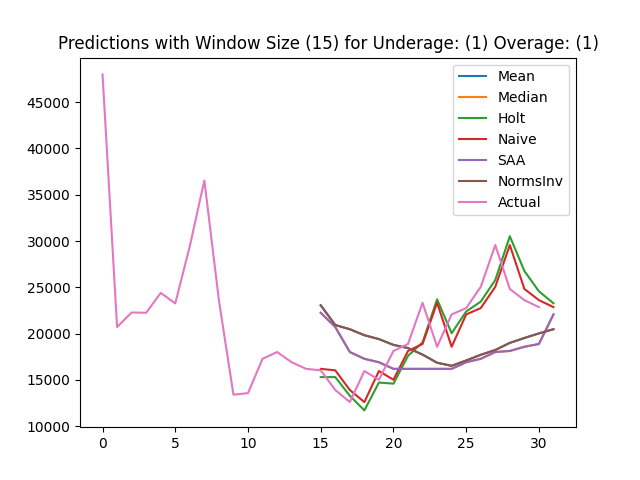 Predictions with Window Size (15) for Underage: (1) Overage: (1)
Mean
Median
Holt
Naive
SAA
NormsInv
Actual
45000
40000
35000
30000
25000
20000
15000
10000
0 5 10 15 20 25 30